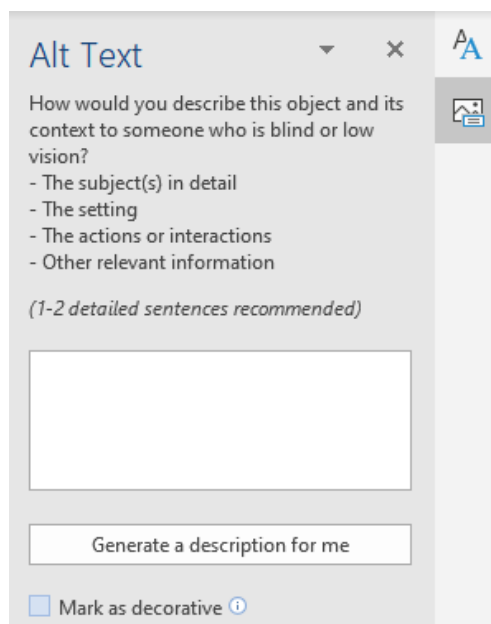 Alt Text
How would you describe this object and its
context to someone who is blind or low
vision?
- The subject(s) in detail
- The setting
- The actions or interactions
- Other relevant information
(1-2 detailed sentences recommended)
Generate a description for me
Mark as decorative